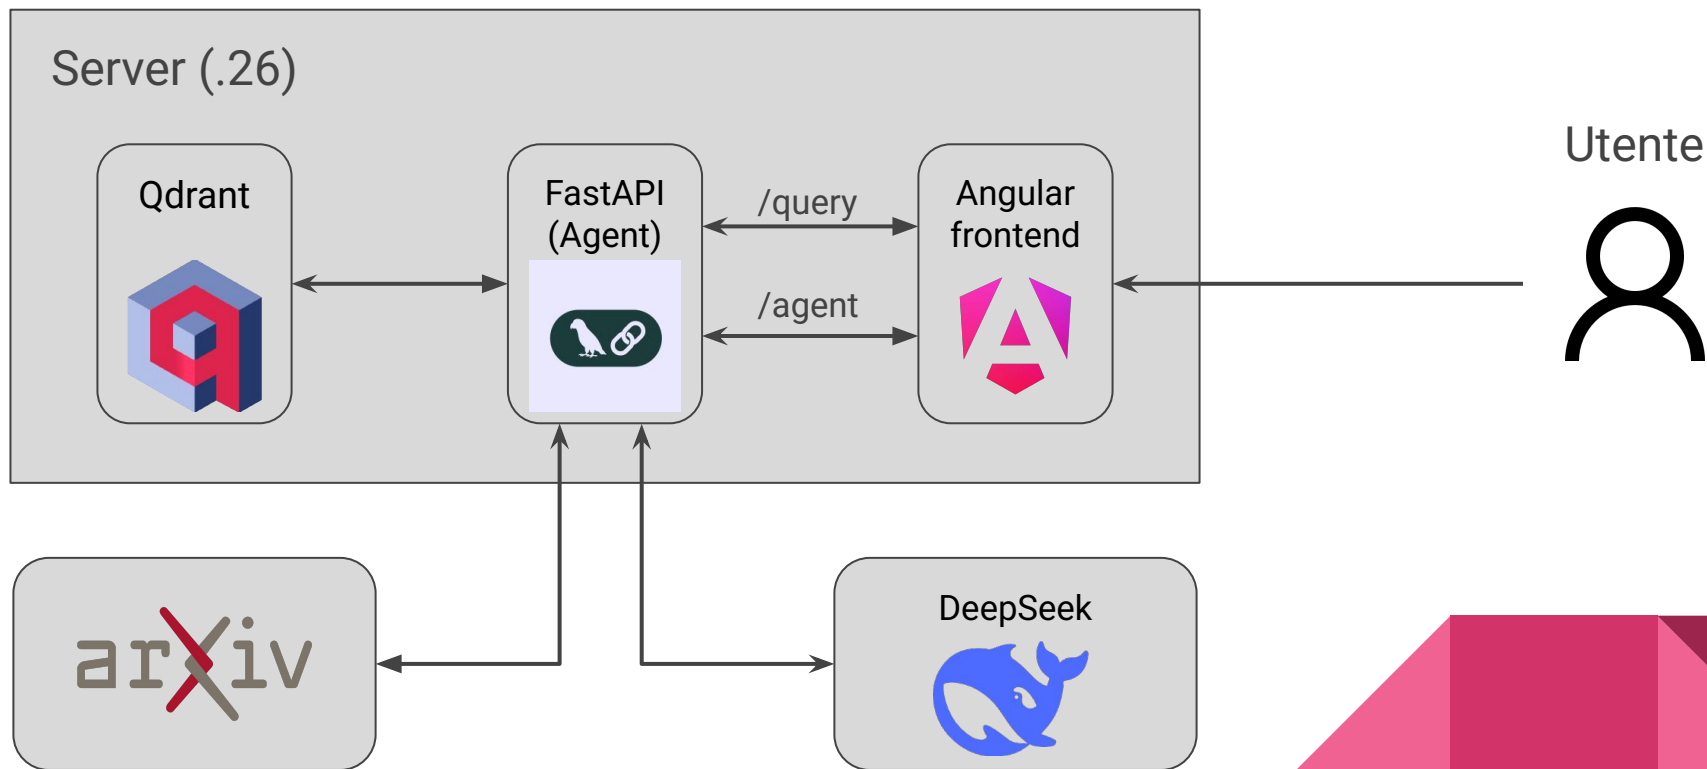 Server (.26)
Utente
Qdrant
FastAPI
(Agent)
/query
/agent
Angular
frontend
arXiv
DeepSeek